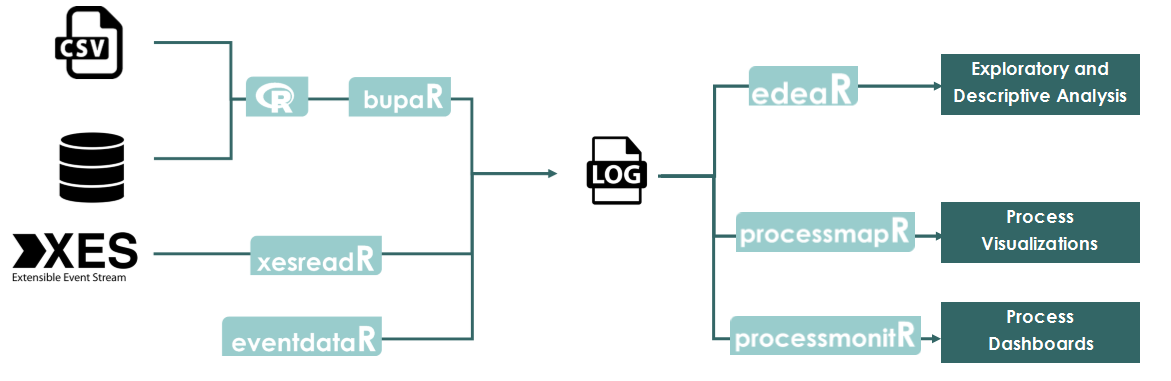 CSV
R
bupaR
XES
Extensible Event Stream
xesreadR
eventdataR
LOG
edeaR
Exploratory and
Descriptive Analysis
processmapR
Process
Visualizations
processmonitR
Process
Dashboards